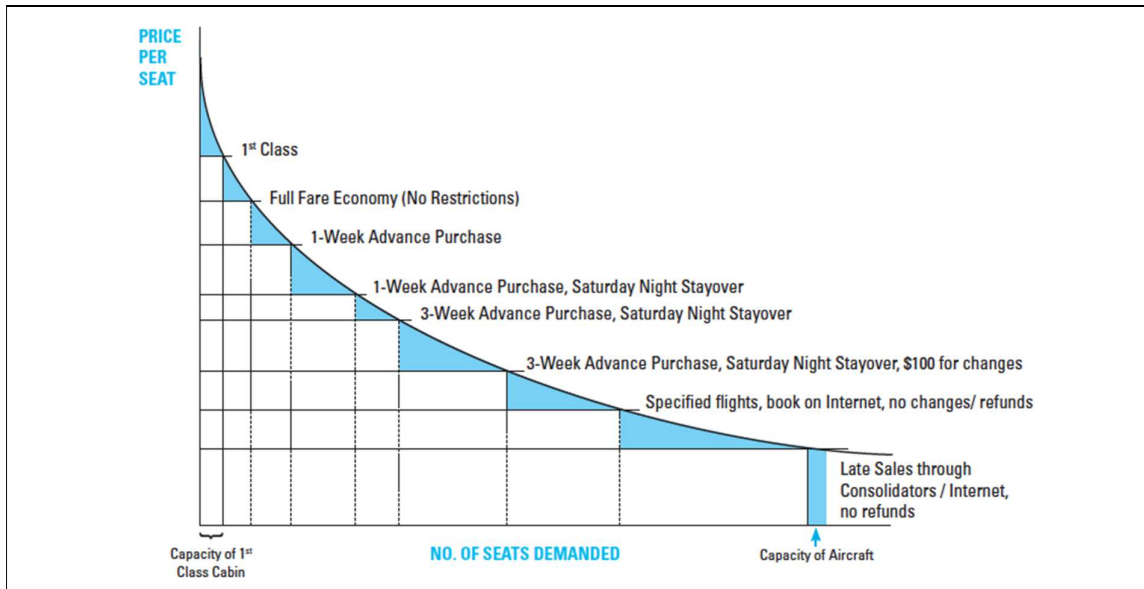 PRICE
PER
SEAT
1st Class
Full Fare Economy (No Restrictions)
1-Week Advance Purchase
1-Week Advance Purchase, Saturday Night Stayover
3-Week Advance Purchase, Saturday Night Stayover
3-Week Advance Purchase, Saturday Night Stayover, $100 for changes
Specified flights, book on Internet, no changes/ refunds
Late Sales through
Consolidators / Internet,
no refunds
Capacity of 1st
Class Cabin
NO. OF SEATS DEMANDED
Capacity of Aircraft